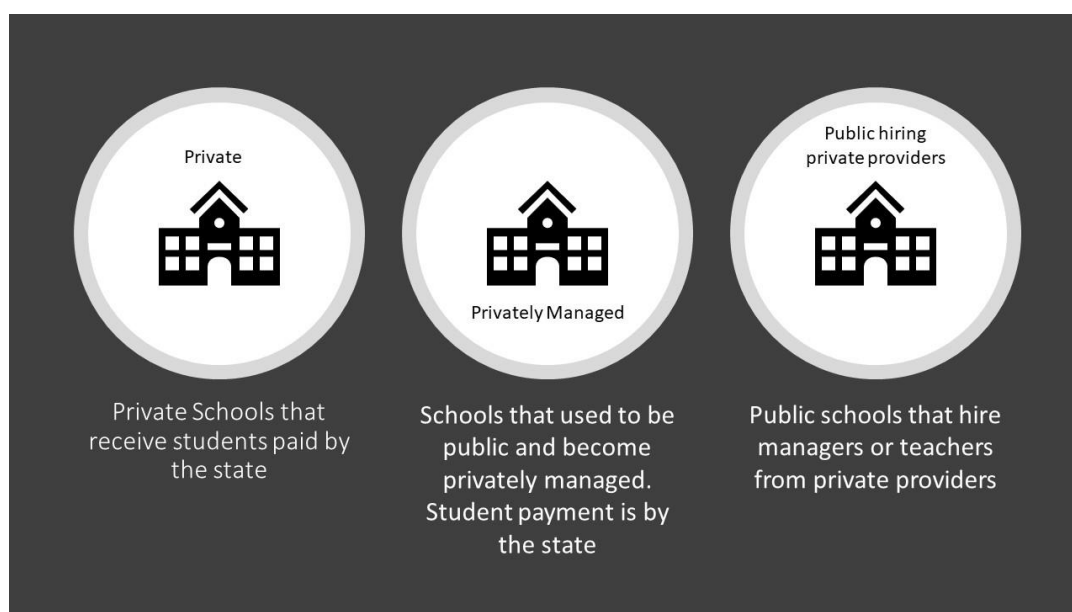 Private
Privately Managed
Public hiring
private providers
Private Schools that
receive students paid by
the state
Schools that used to be
public and become
privately managed.
Student payment is by
the state
Public schools that hire
managers or teachers
from private providers